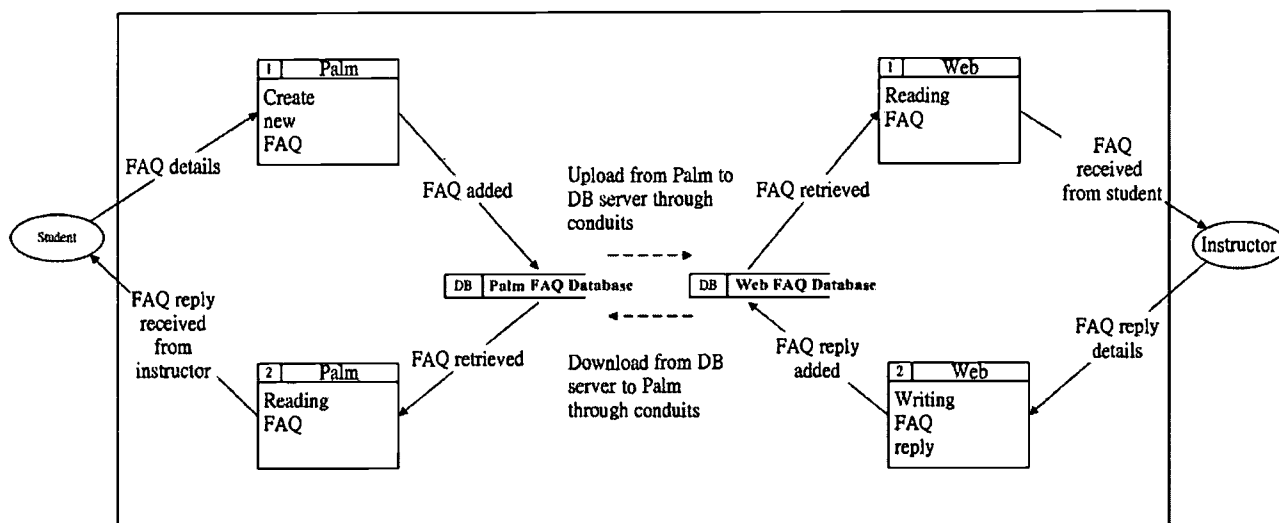 1 Palm
Create
new
FAQ
1 Web
Reading
FAQ
FAQ details
FAQ added
Upload from Palm to
DB server through
conduits
FAQ retrieved
FAQ
received
from student
Student
Instructor
DB Palm FAQ Database
DB Web FAQ Database
FAQ reply
received
from
instructor
FAQ retrieved
Download from DB
server to Palm
through conduits
FAQ reply
added
FAQ reply
details
2 Palm
Reading
FAQ
2 Web
Writing
FAQ
reply